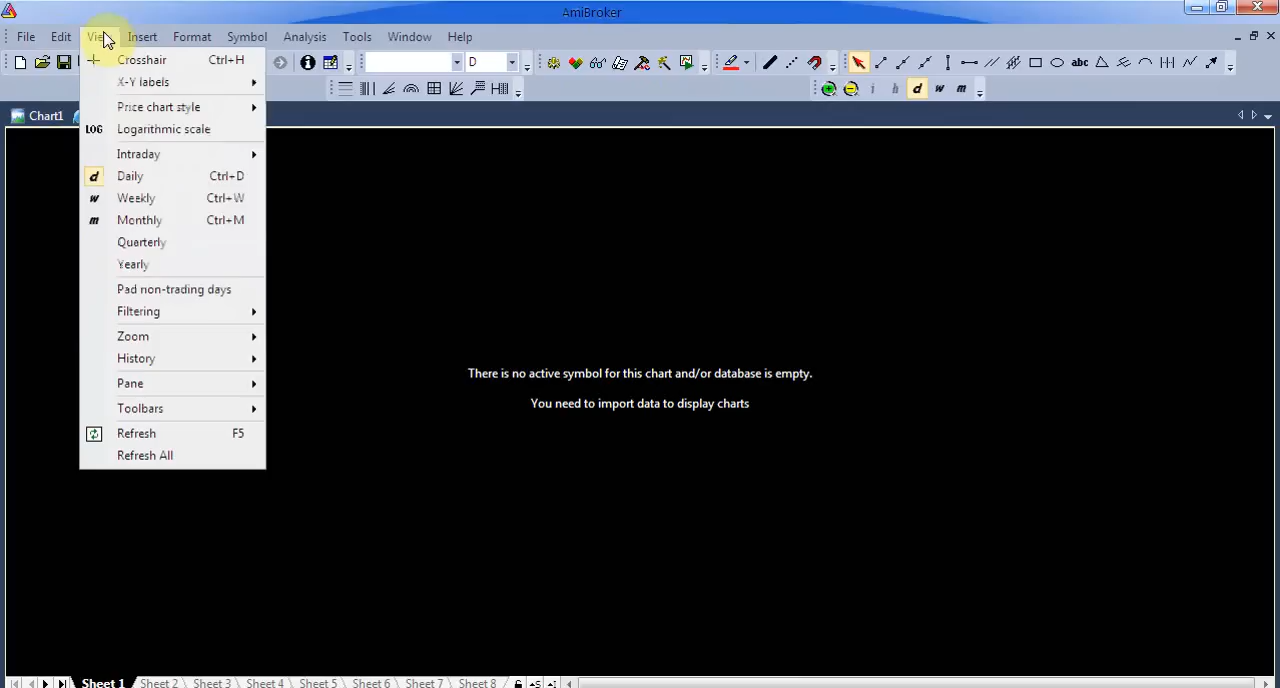 AmiBroker
File Edit View Insert Format Symbol Analysis Tools Window Help
D
abc
i h d w m
Chart1
Crosshair Ctrl+H
X-Y labels
Price chart style
LOG Logarithmic scale
Intraday
d Daily Ctrl+D
w Weekly Ctrl+W
m Monthly Ctrl+M
Quarterly
Yearly
Pad non-trading days
Filtering
Zoom
History
Pane
Toolbars
Refresh F5
Refresh All
There is no active symbol for this chart and/or database is empty.
You need to import data to display charts
Sheet 1 Sheet 2 Sheet 3 Sheet 4 Sheet 5 Sheet 6 Sheet 7 Sheet 8